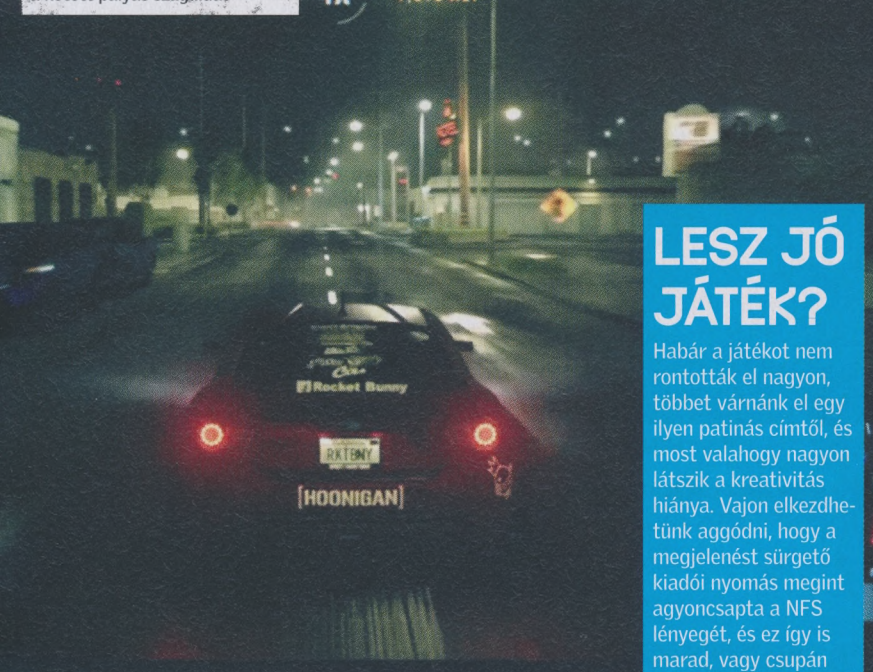 Rocket Bunny
RKTBNY
[HOONIGAN]
LESZ JÓ
JÁTÉK?
Habár a játékot nem
rontották el nagyon,
többet várnánk el egy
ilyen patinás címtől, és
most valahogy nagyon
látszik a kreativitás
hiánya. Vajon elkezdhe-
tünk aggódni, hogy a
megjelenést sürgető
kiadói nyomás megint
agyoncsapta a NFS
lényegét, és ez így is
marad, vagy csupán